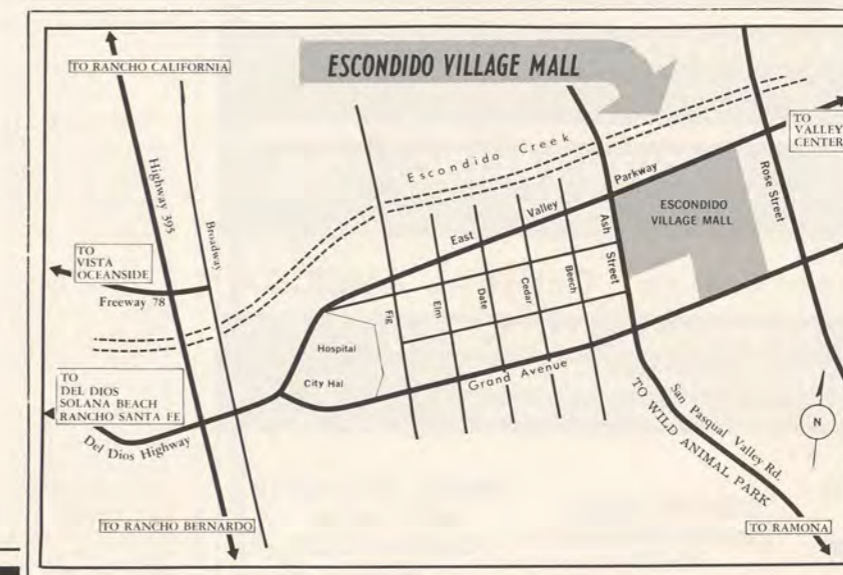 ESCONDIDO VILLAGE MALL
TO RANCHO CALIFORNIA
TO
VALLEY
CENTER
Escondido Creek
Parkway
Highway 395
Broadway
Rose Street
ESCONDIDO
VILLAGE MALL
East
Valley
Ash
Street
TO
VISTA
OCEANSIDE
Freeway 78
Elm
Date
Cedar
Beech
Fig
Hospital
City Hal
Grand Avenue
TO
DEL DIOS
SOLANA BEACH
RANCHO SANTA FE
Del Dios Highway
San Pasqual Valley Rd.
TO WILD ANIMAL PARK
N
TO RANCHO BERNARDO
TO RAMONA